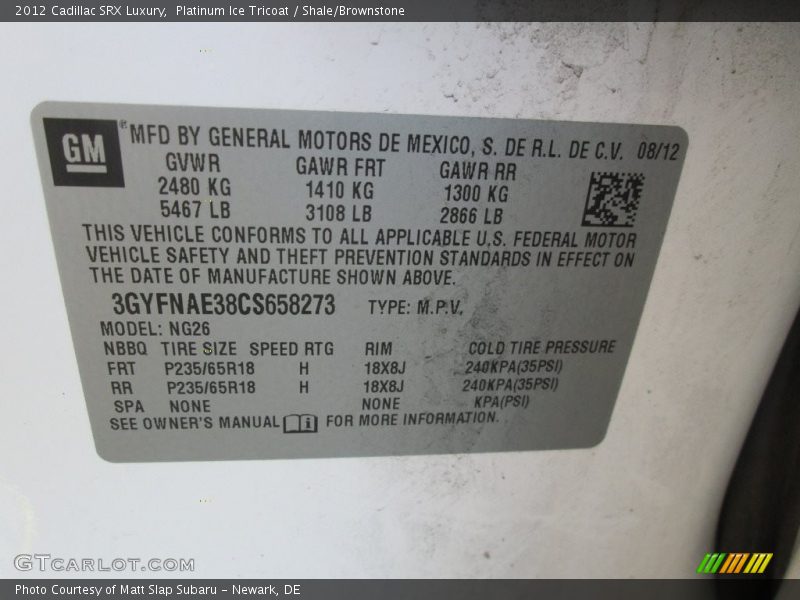 2012 Cadillac SRX Luxury,  Platinum Ice Tricoat / Shale/Brownstone
GM
® MFD BY GENERAL MOTORS DE MEXICO, S. DE R.L. DE C.V. 08/12
GVWR GAWR FRT GAWR RR
2480 KG 1410 KG 1300 KG
5467 LB 3108 LB 2866 LB
THIS VEHICLE CONFORMS TO ALL APPLICABLE U.S. FEDERAL MOTOR
VEHICLE SAFETY AND THEFT PREVENTION STANDARDS IN EFFECT ON
THE DATE OF MANUFACTURE SHOWN ABOVE.
3GYFNAE38CS658273 TYPE: M.P.V.
MODEL: NG26
NBBQ TIRE SIZE SPEED RTG RIM COLD TIRE PRESSURE
FRT P235/65R18 H 18X8J 240KPA(35PSI)
RR P235/65R18 H 18X8J 240KPA(35PSI)
SPA NONE NONE KPA(PSI)
SEE OWNER'S MANUAL i FOR MORE INFORMATION.
GTCarLot.com
Photo Courtesy of Matt Slap Subaru - Newark, DE